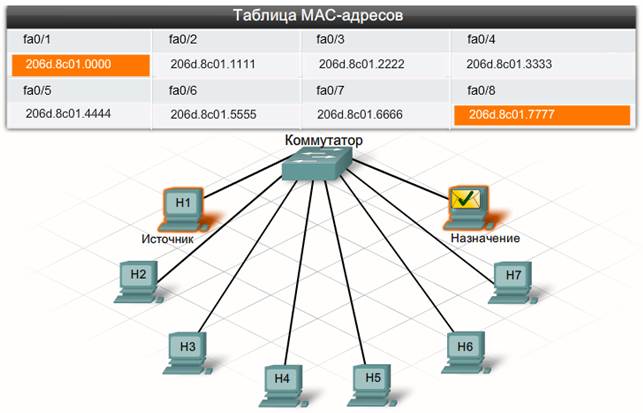 Таблица MAC-адресов
fa0/1 fa0/2 fa0/3 fa0/4
206d.8c01.0000 206d.8c01.1111 206d.8c01.2222 206d.8c01.3333
fa0/5 fa0/6 fa0/7 fa0/8
206d.8c01.4444 206d.8c01.5555 206d.8c01.6666 206d.8c01.7777
Коммутатор
H1
Источник
Назначение
H2
H7
H3
H6
H4
H5